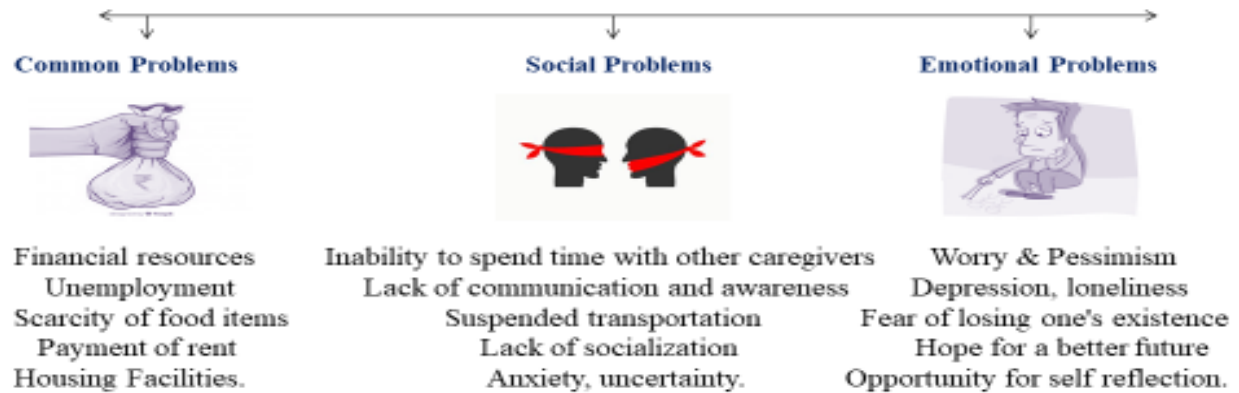 Common Problems
Social Problems
Emotional Problems
Financial resources
Unemployment
Scarcity of food items
Payment of rent
Housing Facilities.
Inability to spend time with other caregivers
Lack of communication and awareness
Suspended transportation
Lack of socialization
Anxiety, uncertainty.
Worry & Pessimism
Depression, loneliness
Fear of losing one's existence
Hope for a better future
Opportunity for self reflection.